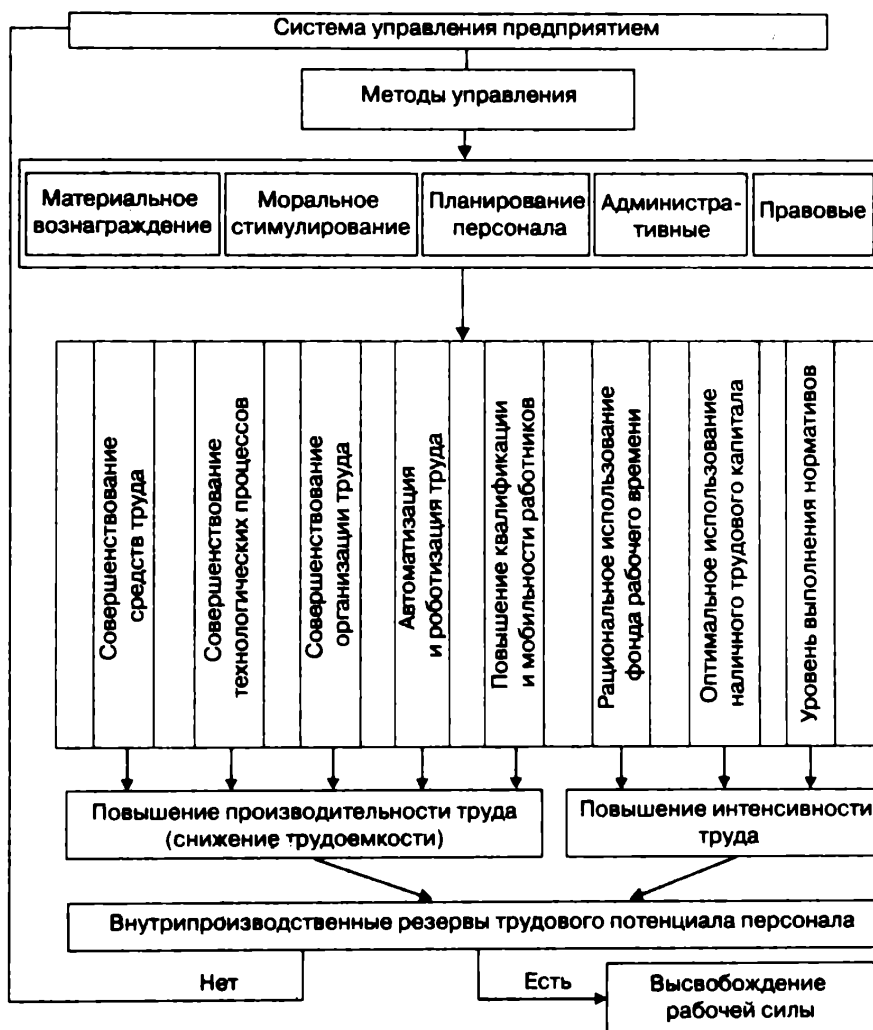 Система управления предприятием
Методы управления
Материальное
вознаграждение
Моральное
стимулирование
Планирование
персонала
Администра-
тивные
Правовые
Совершенствование
средств труда
Совершенствование
технологических процессов
Совершенствование
организации труда
Автоматизация
и роботизация труда
Повышение квалификации
и мобильности работников
Рациональное использование
фонда рабочего времени
Оптимальное использование
наличного трудового капитала
Уровень выполнения нормативов
Повышение производительности труда
(снижение трудоемкости)
Повышение интенсивности
труда
Внутрипроизводственные резервы трудового потенциала персонала
Нет
Есть
Высвобождение
рабочей силы